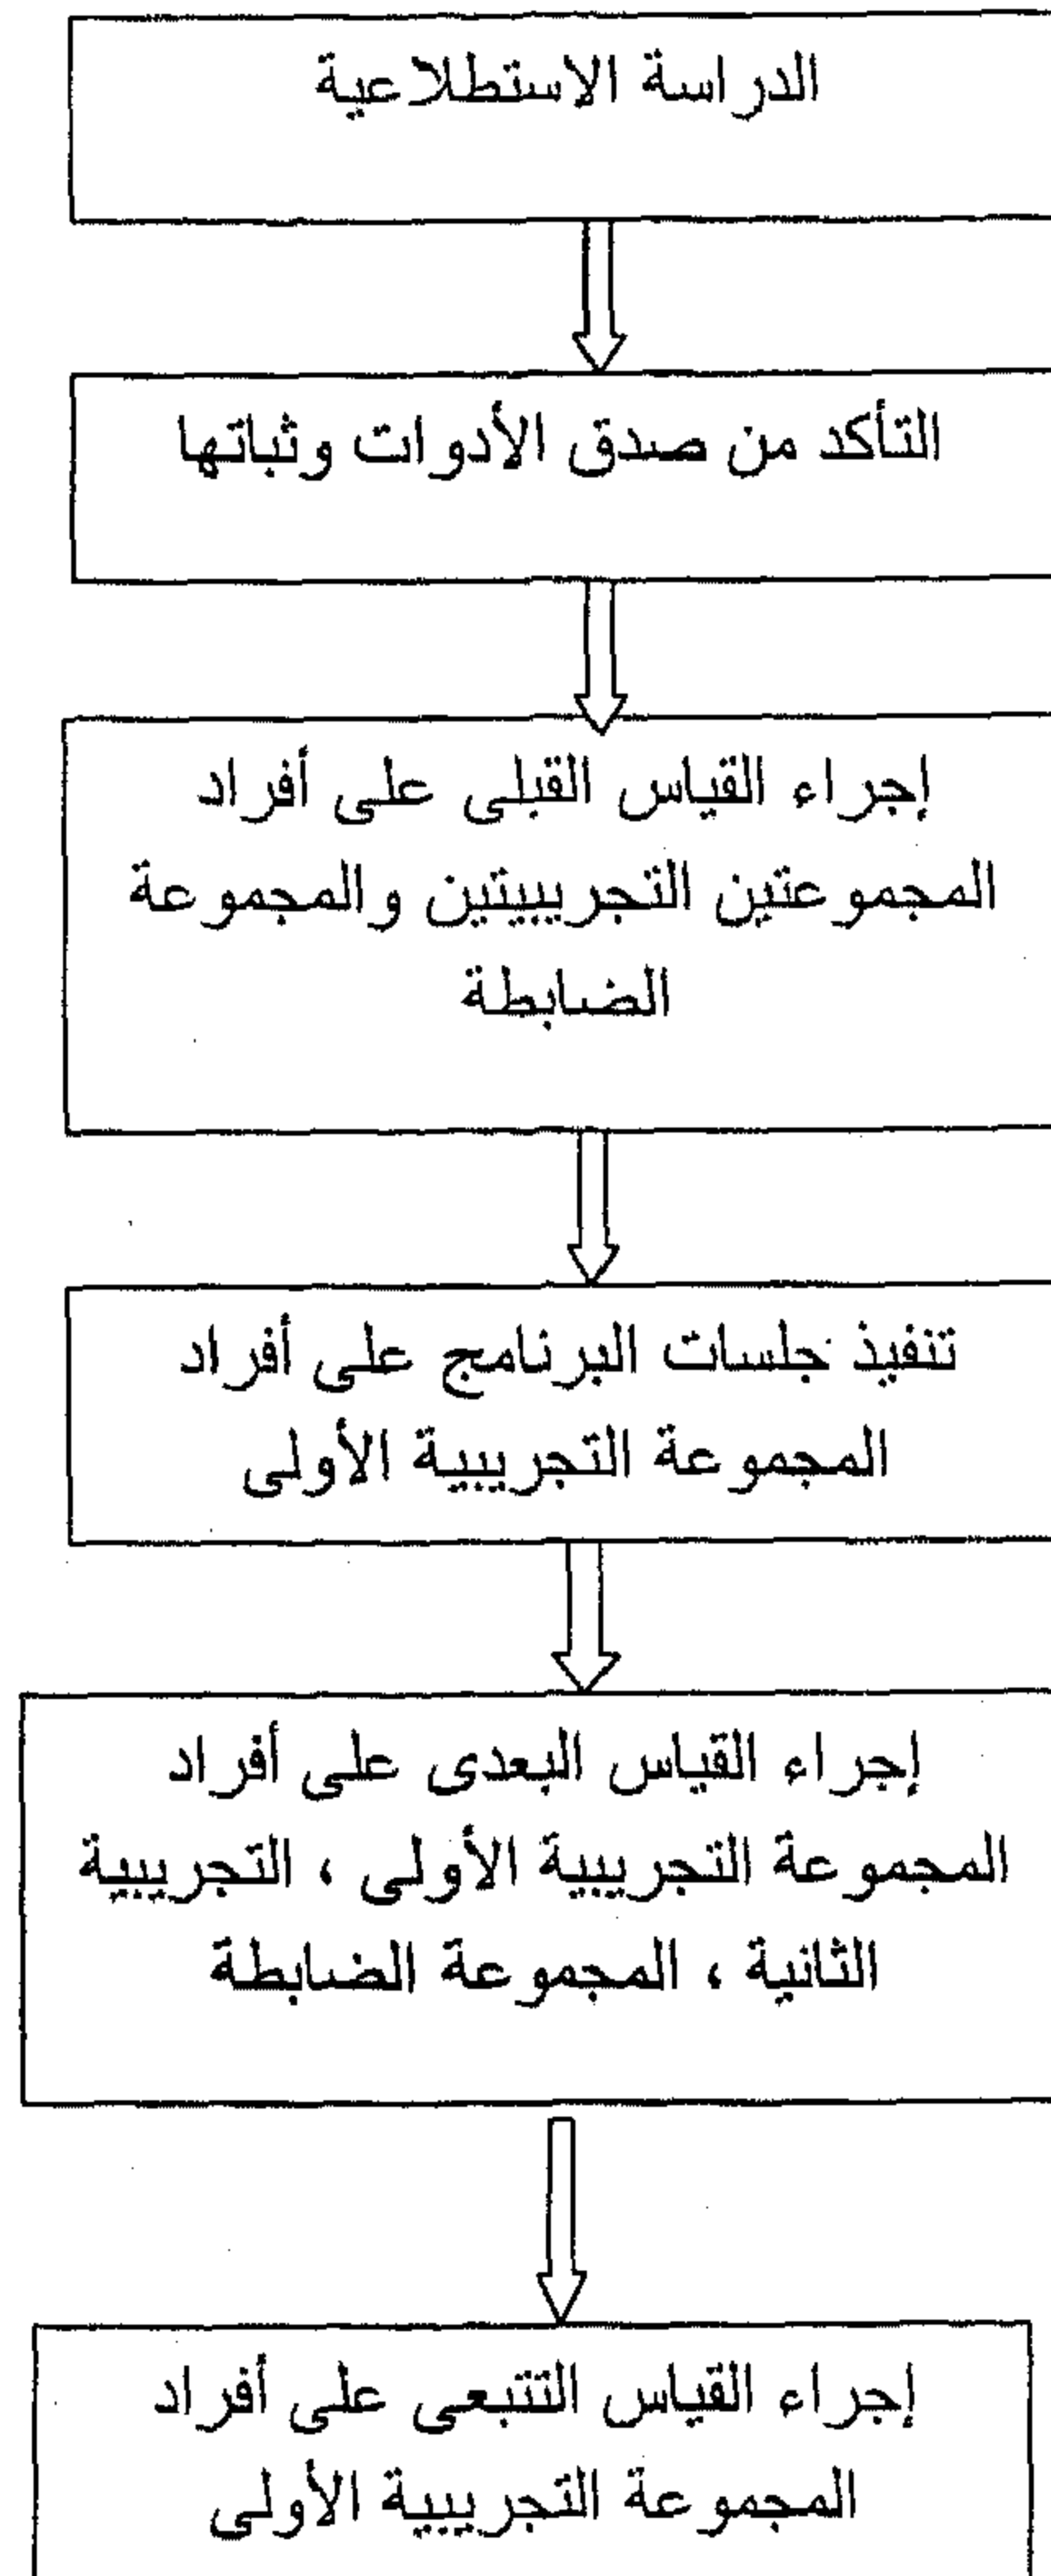 الدراسة الاستطلاعية
التأكد من صدق الأدوات وثباتها
إجراء القياس القبلى على أفراد
المجموعتين التجريبيتين والمجموعة
الضابطة
تنفيذ جلسات البرنامج على أفراد
المجموعة التجريبية الأولى
إجراء القياس البعدى على أفراد
المجموعة التجريبية الأولى ، التجريبية
الثانية ، المجموعة الضابطة
إجراء القياس التتبعى على أفراد
المجموعة التجريبية الأولى